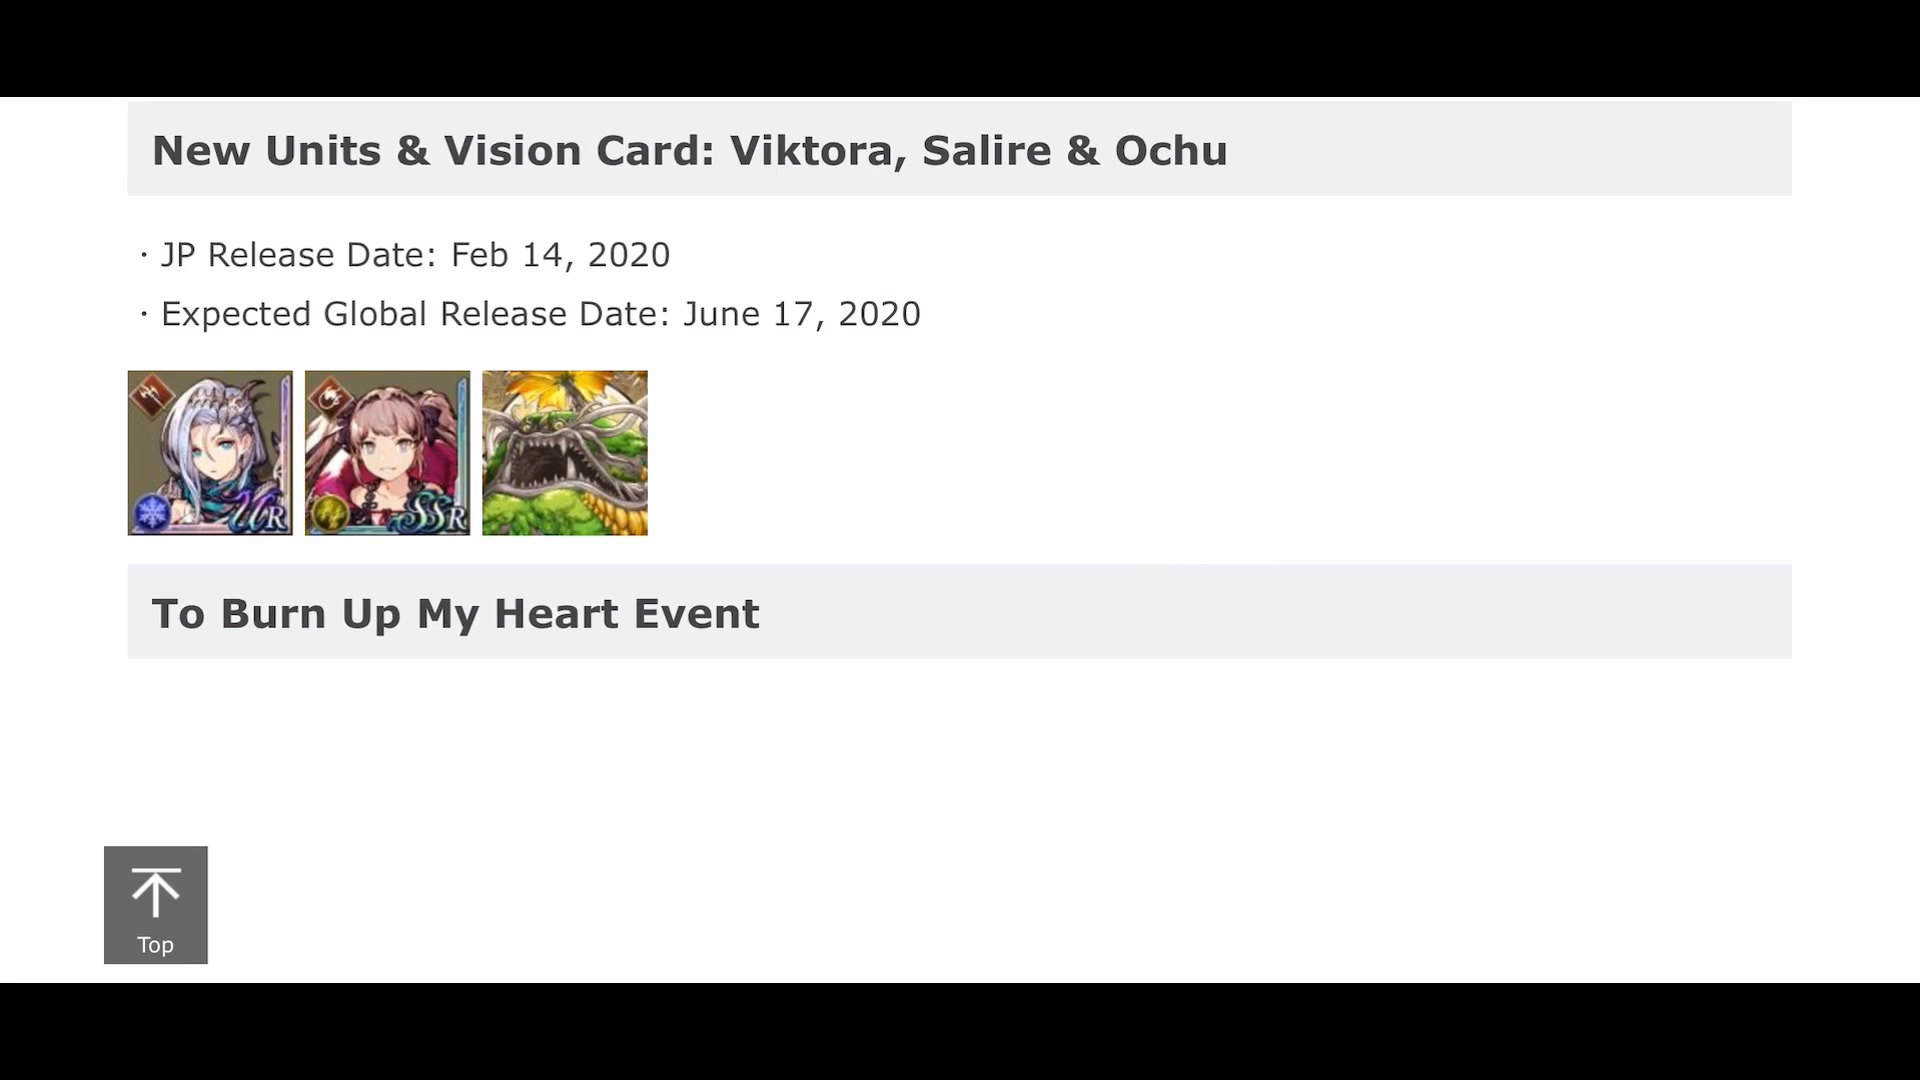 New Units & Vision Card: Viktora, Salire & Ochu
· JP Release Date: Feb 14, 2020
· Expected Global Release Date: June 17, 2020
UR
SSR
To Burn Up My Heart Event
Top